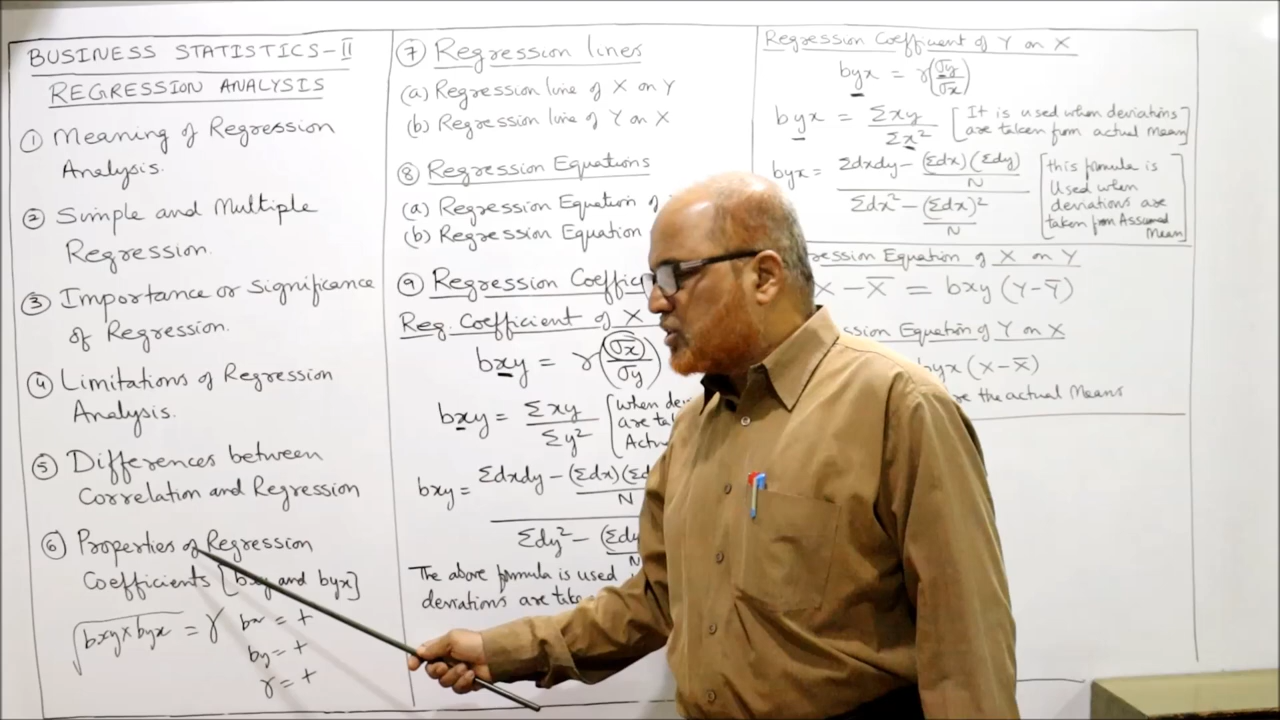 BUSINESS STATISTICS-II
REGRESSION ANALYSIS
① Meaning of Regression
Analysis.
② Simple and Multiple
Regression.
③ Importance or Significance
of Regression.
④ Limitations of Regression
Analysis.
⑤ Differences between
Correlation and Regression
⑥ Properties of Regression
Coefficients [bxy and byx]
√bxy×byx = r
bx = +
by = +
r = +
⑦ Regression lines
(a) Regression line of X on Y
(b) Regression line of Y on X
⑧ Regression Equations
(a) Regression Equation of
(b) Regression Equation
⑨ Regression Coeffic
Reg. Coefficient of X
bxy = r(σx/σy)
bxy = Σxy/Σy² [when dev
are ta
Actu
bxy = Σdxdy - (Σdx)(Σd
N
Σdy² - (Σdy
N
The above formula is used
deviations are take
Regression Coefficient of Y on X
byx = r(σy/σx)
byx = Σxy/Σx² [It is used when deviations
are taken from actual Mean]
byx = Σdxdy - (Σdx)(Σdy)/N
Σdx² - (Σdx)²/N
[this formula is
Used when
deviations are
taken from Assumed
Mean]
ression Equation of X on Y
X - X̄ = bxy (Y-Ȳ)
ssion Equation of Y on X
byx (X-X̄)
re the actual Means